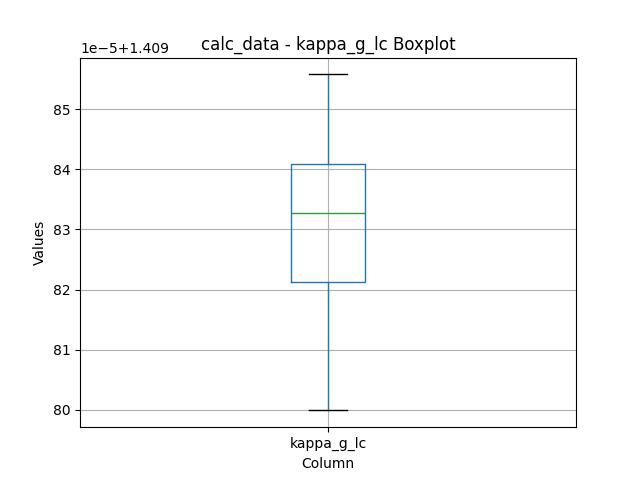 calc_data - kappa_g_lc Boxplot
1e−5+1.409
85
84
83
82
81
80
Values
kappa_g_lc
Column